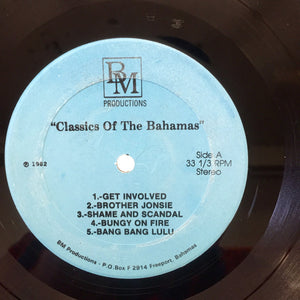 BM
PRODUCTIONS
"Classics Of The Bahamas"
Side A
33 1/3 RPM
Stereo
℗ 1982
1.-GET INVOLVED
2.-BROTHER JONSIE
3.-SHAME AND SCANDAL
4.-BUNGY ON FIRE
5.-BANG BANG LULU
BM Productions - P.O.Box F 2914 Freeport, Bahamas